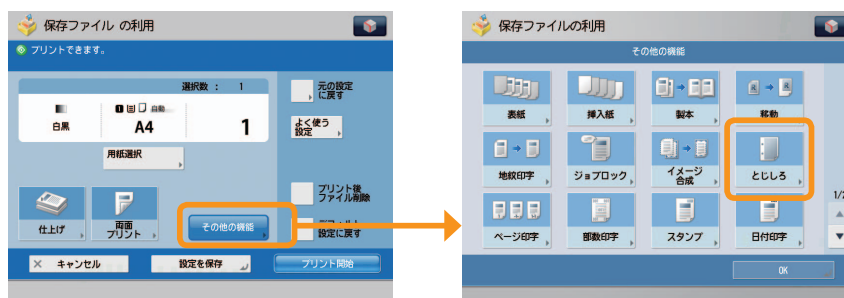 保存ファイル の利用
プリントできます。
選択数 : 1
元の設定
に戻す
自動
白黒
A4
1
よく使う
設定
用紙選択
プリント後
ファイル削除
仕上げ
両面
プリント
その他の機能
設定に戻す
× キャンセル
設定を保存
プリント開始
保存ファイルの利用
その他の機能
表紙
挿入紙
製本
移動
地紋印字
ジョブロック
イメージ
合成
とじしろ
1/2
ページ印字
部数印字
スタンプ
日付印字
OK